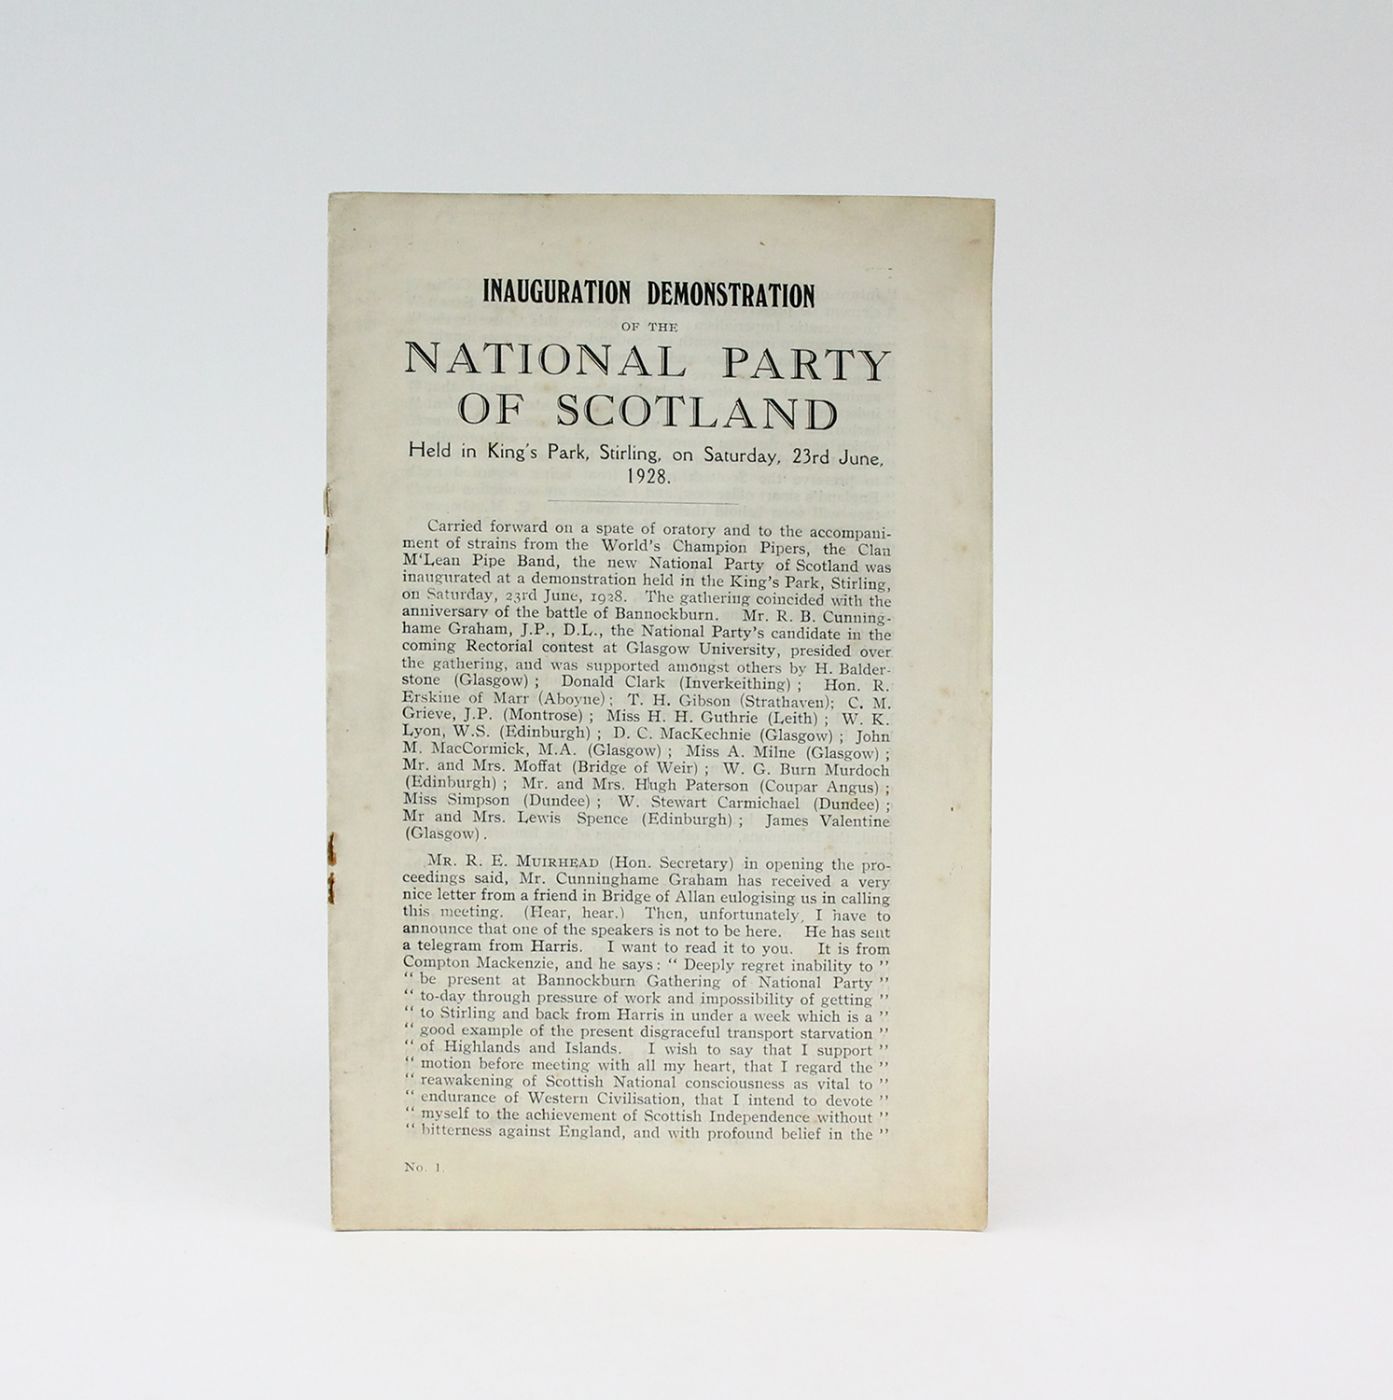 INAUGURATION DEMONSTRATION
OF THE
NATIONAL PARTY
OF SCOTLAND
Held in King's Park, Stirling, on Saturday, 23rd June,
1928.
Carried forward on a spate of oratory and to the accompani-
ment of strains from the World's Champion Pipers, the Clan
M'Lean Pipe Band, the new National Party of Scotland was
inaugurated at a demonstration held in the King's Park, Stirling,
on Saturday, 23rd June, 1928. The gathering coincided with the
anniversary of the battle of Bannockburn. Mr. R. B. Cunning-
hame Graham, J.P., D.L., the National Party's candidate in the
coming Rectorial contest at Glasgow University, presided over
the gathering, and was supported amongst others by H. Balder-
stone (Glasgow) ; Donald Clark (Inverkeithing) ; Hon. R.
Erskine of Marr (Aboyne) ; T. H. Gibson (Strathaven); C. M.
Grieve, J.P. (Montrose) ; Miss H. H. Guthrie (Leith) ; W. K.
Lyon, W.S. (Edinburgh) ; D. C. MacKechnie (Glasgow) ; John
M. MacCormick, M.A. (Glasgow) ; Miss A. Milne (Glasgow) ;
Mr. and Mrs. Moffat (Bridge of Weir) ; W. G. Burn Murdoch
(Edinburgh) ; Mr. and Mrs. Hugh Paterson (Coupar Angus) ;
Miss Simpson (Dundee) ; W. Stewart Carmichael (Dundee) ;
Mr and Mrs. Lewis Spence (Edinburgh) ; James Valentine
(Glasgow) .
MR. R. E. MUIRHEAD (Hon. Secretary) in opening the pro-
ceedings said, Mr. Cunninghame Graham has received a very
nice letter from a friend in Bridge of Allan eulogising us in calling
this meeting. (Hear, hear.) Then, unfortunately, I have to
announce that one of the speakers is not to be here. He has sent
a telegram from Harris. I want to read it to you. It is from
Compton Mackenzie, and he says : “ Deeply regret inability to ”
“ be present at Bannockburn Gathering of National Party ”
“ to-day through pressure of work and impossibility of getting ”
“ to Stirling and back from Harris in under a week which is a ”
“ good example of the present disgraceful transport starvation ”
“ of Highlands and Islands. I wish to say that I support ”
“ motion before meeting with all my heart, that I regard the ”
“ reawakening of Scottish National consciousness as vital to ”
“ endurance of Western Civilisation, that I intend to devote ”
“ myself to the achievement of Scottish Independence without ”
“ bitterness against England, and with profound belief in the ”
No. 1.